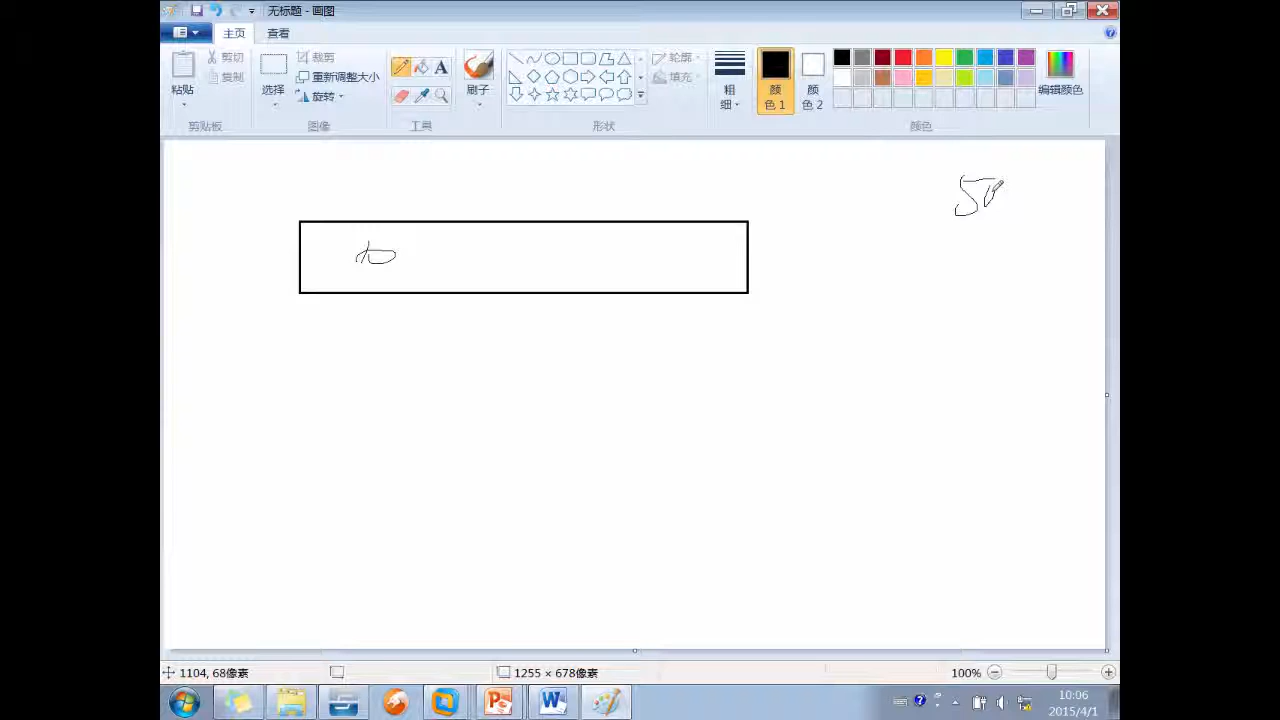 无标题 - 画图
主页 查看
剪切 裁剪 轮廓
复制 重新调整大小 填充
粘贴 选择 旋转 A 刷子 粗细 颜色 1 颜色 2 编辑颜色
剪贴板 图像 工具 形状 颜色
1104, 68像素 1255 × 678像素 100%
10:06
2015/4/1